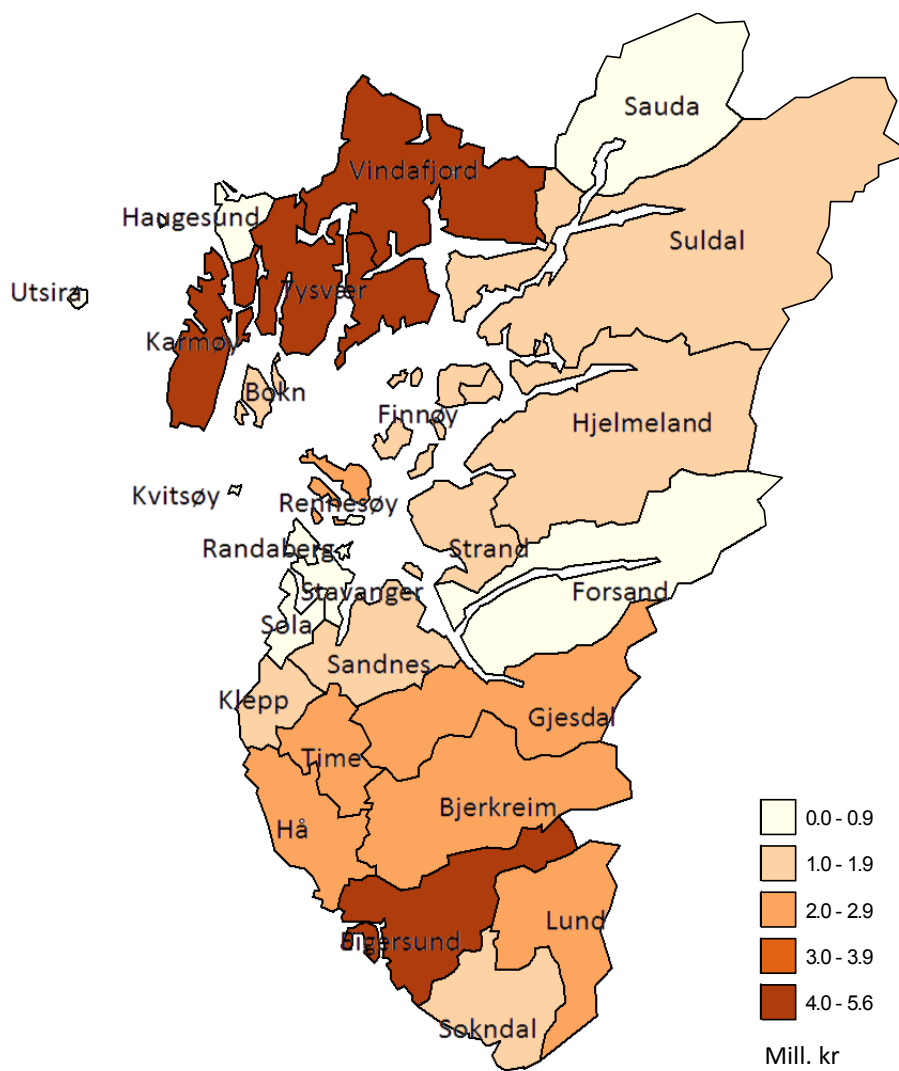 Sauda
Vindafjord
Haugesund
Suldal
Utsira
Tysvær
Karmøy
Bokn
Finnøy
Hjelmeland
Kvitsøy
Rennesøy
Randaberg
Strand
Stavanger
Forsand
Sola
Sandnes
Klepp
Gjesdal
Time
Bjerkreim
Hå
Lund
Eigersund
Sokndal
0.0 - 0.9
1.0 - 1.9
2.0 - 2.9
3.0 - 3.9
4.0 - 5.6
Mill. kr